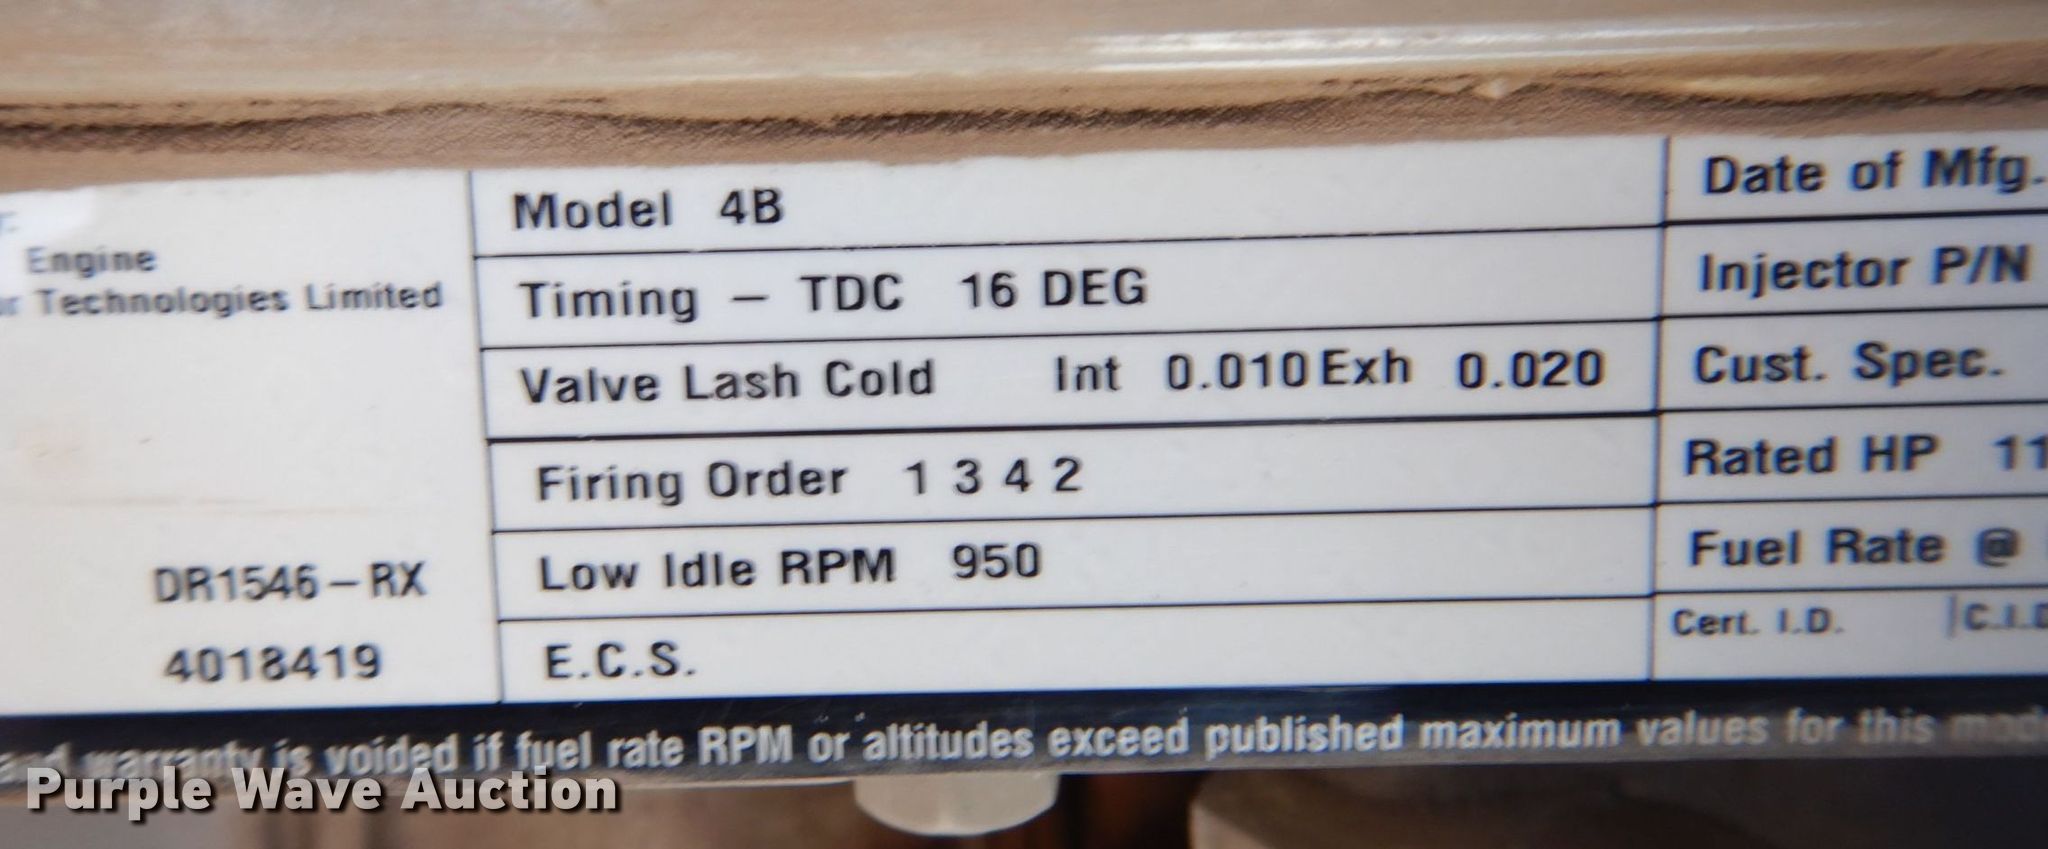 Engine
Technologies Limited
DR1546-RX
4018419
Model 4B
Timing - TDC 16 DEG
Valve Lash Cold Int 0.010 Exh 0.020
Firing Order 1 3 4 2
Low Idle RPM 950
E.C.S.
Date of Mfg.
Injector P/N
Cust. Spec.
Rated HP 11
Fuel Rate @
Cert. I.D.
and warranty is voided if fuel rate RPM or altitudes exceed published maximum values for this
Purple Wave Auction